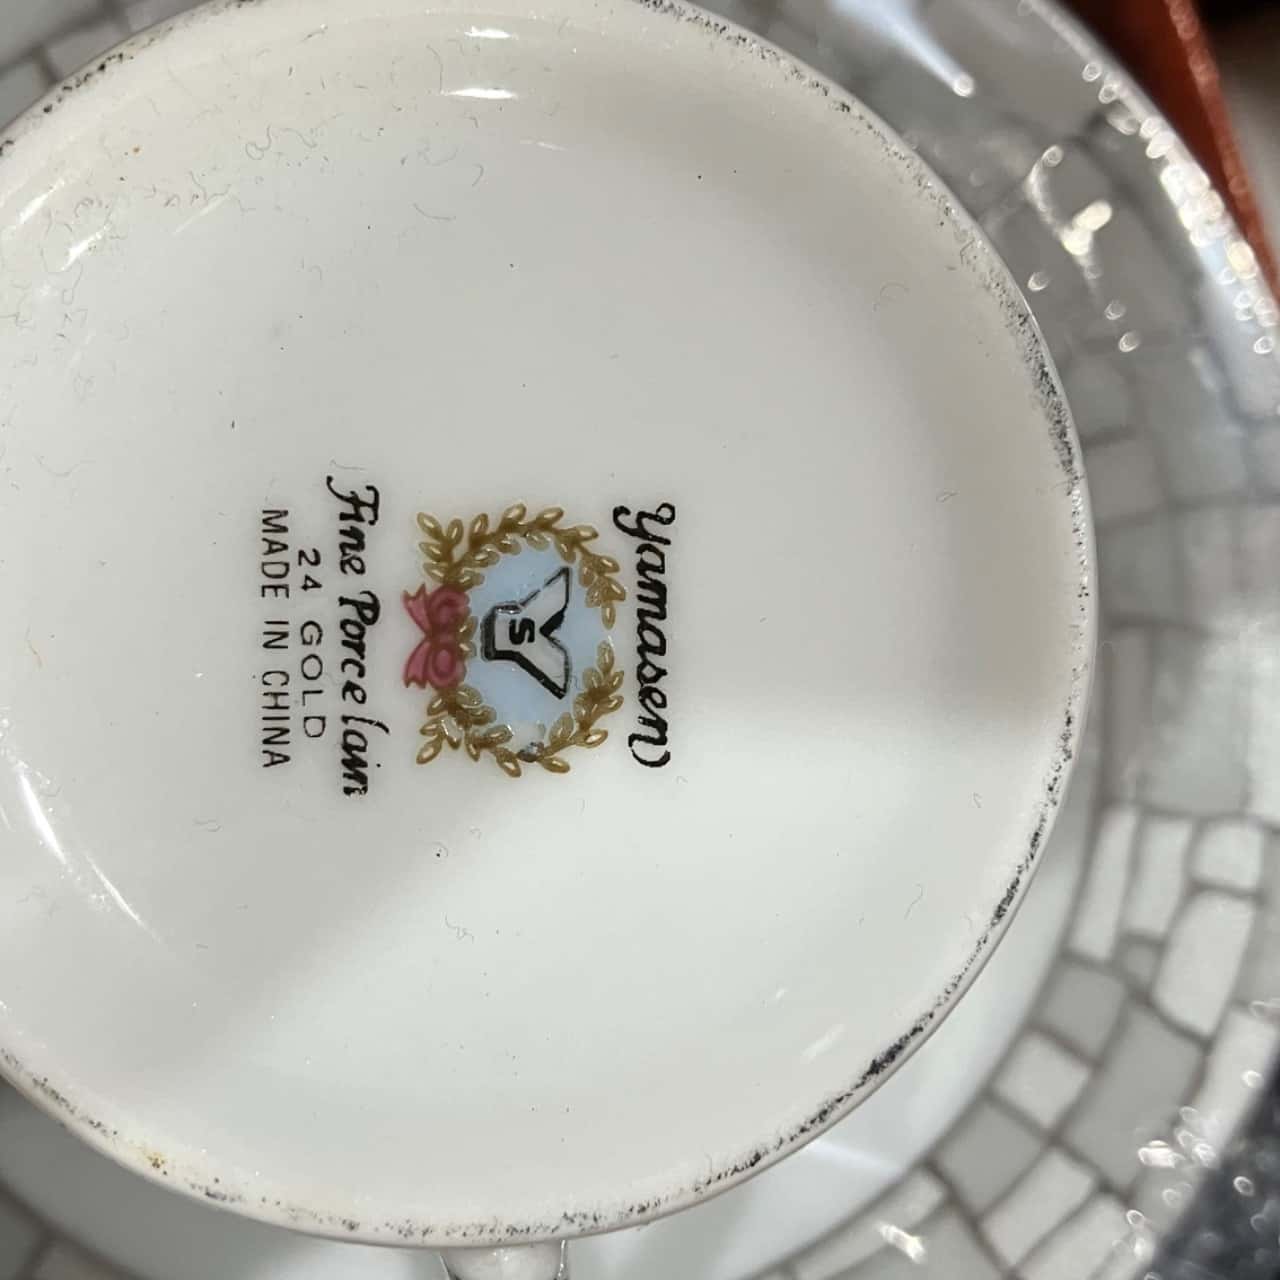 Yamasen
YS
Fine Porcelain
24 GOLD
MADE IN CHINA